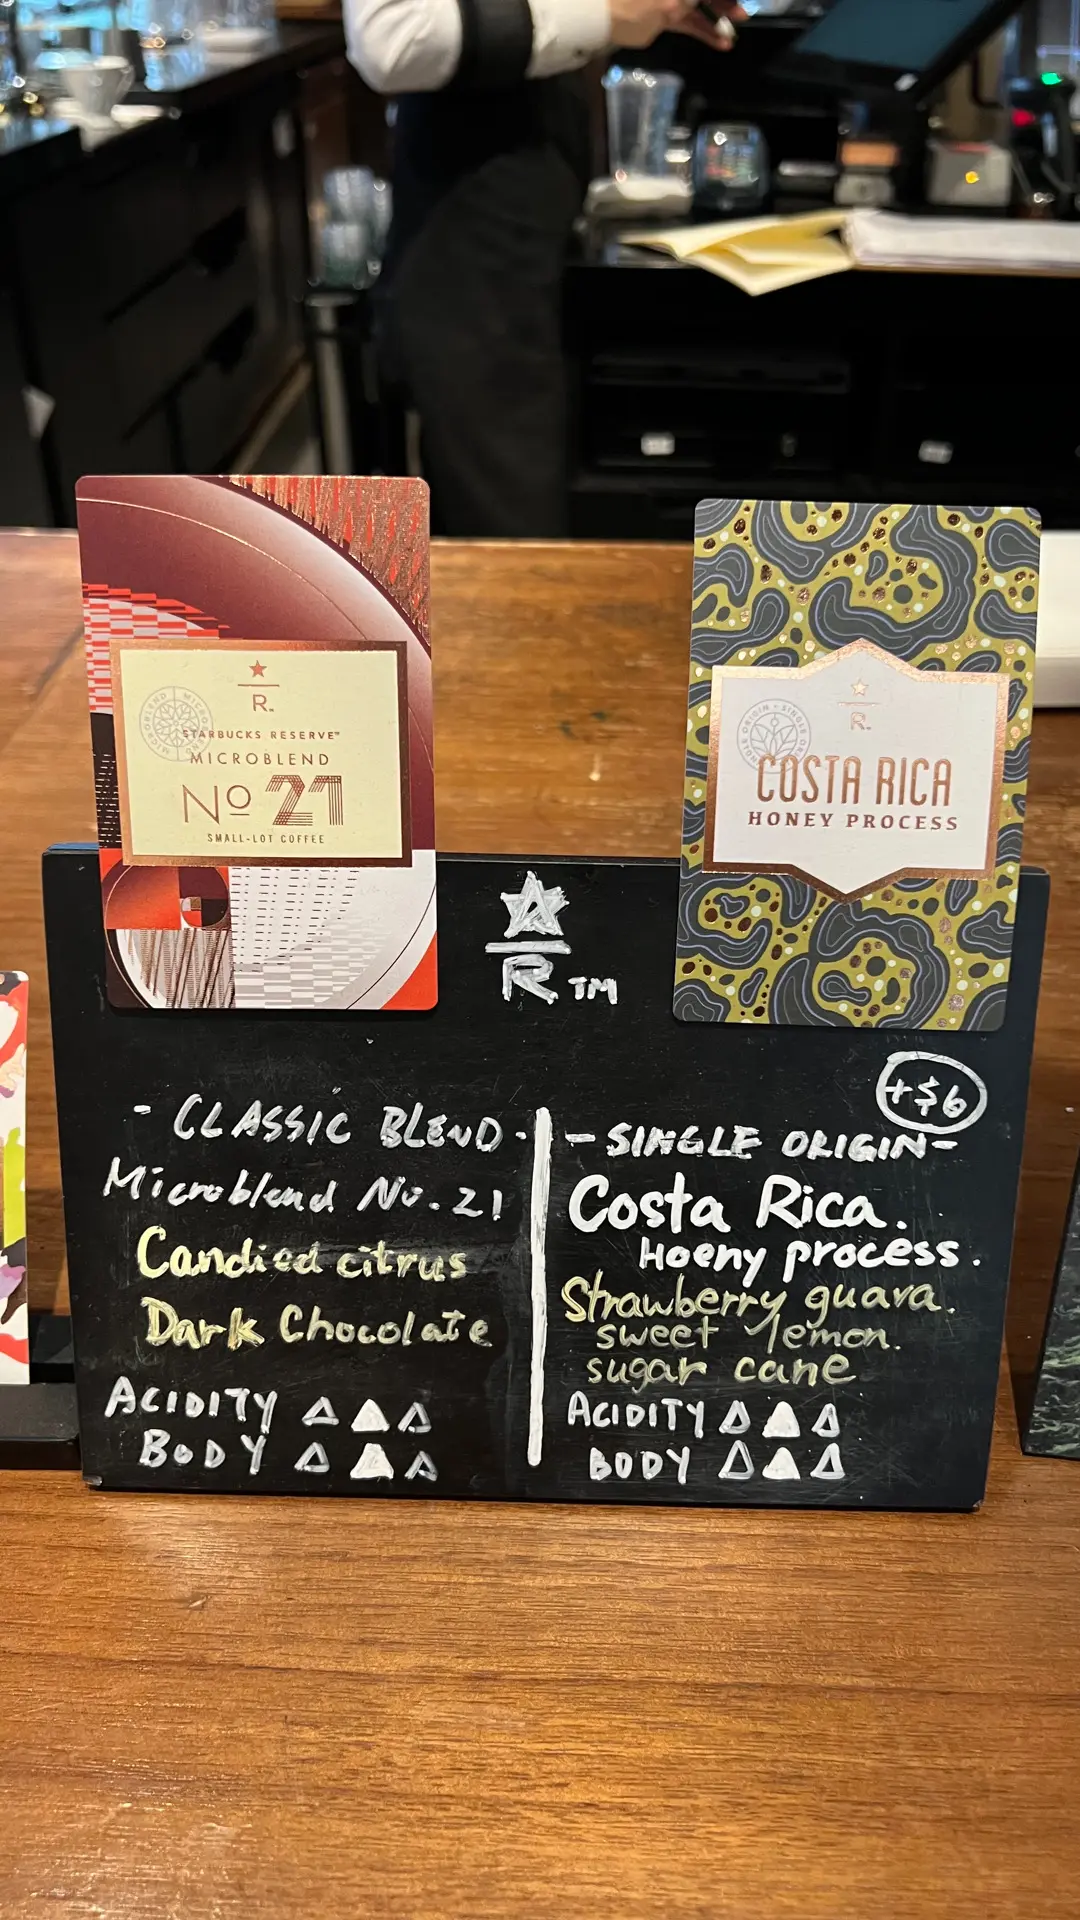 R.
STARBUCKS RESERVE™
MICROBLEND
No 21
SMALL-LOT COFFEE
R.
COSTA RICA
HONEY PROCESS
R TM
+$6
- CLASSIC BLEND -
Microblend No. 21
Candied citrus
Dark Chocolate
ACIDITY △ ▲ △
BODY △ ▲ △
- SINGLE ORIGIN -
Costa Rica.
Hoeny process.
Strawberry guava.
sweet lemon.
sugar cane
ACIDITY △ ▲ △
BODY △ ▲ △